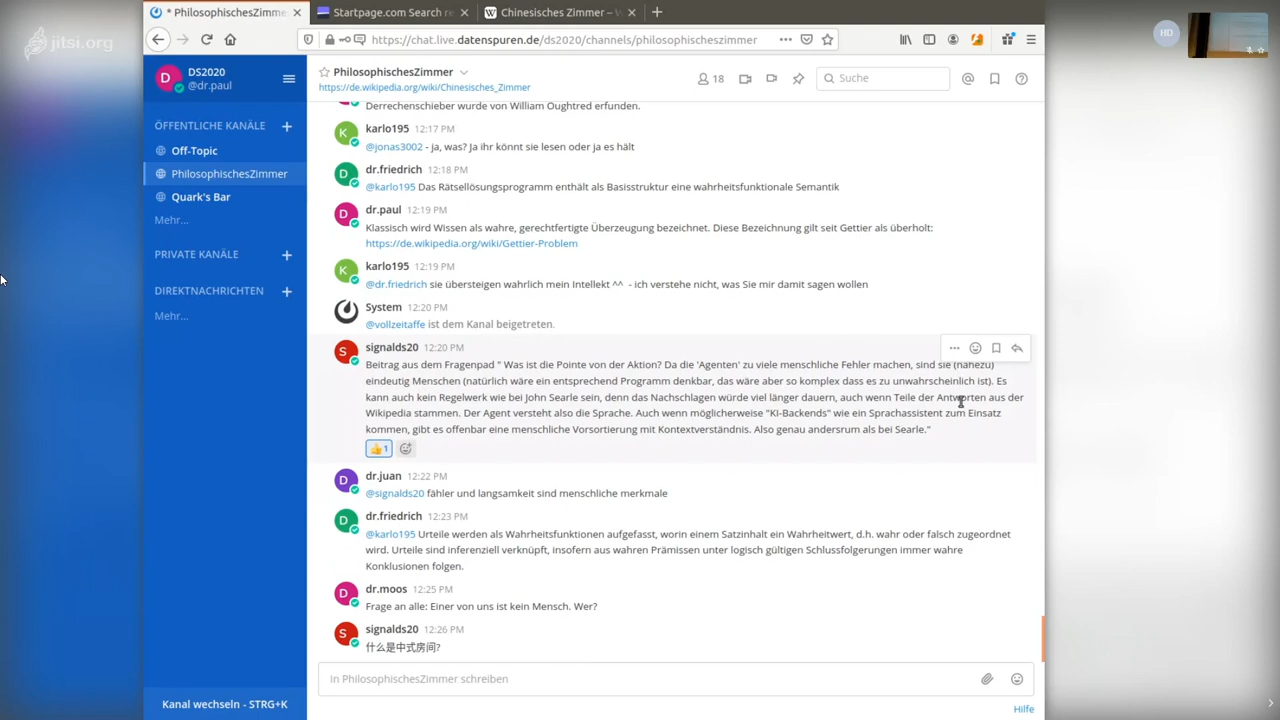 jitsi.org
* PhilosophischesZimmer
Startpage.com Search re
Chinesisches Zimmer – W
https://chat.live.datenspuren.de/ds2020/channels/philosophischeszimmer
HD
DS2020
@dr.paul
ÖFFENTLICHE KANÄLE
Off-Topic
PhilosophischesZimmer
Quark's Bar
Mehr...
PRIVATE KANÄLE
DIREKTNACHRICHTEN
Mehr...
Kanal wechseln - STRG+K
PhilosophischesZimmer
https://de.wikipedia.org/wiki/Chinesisches_Zimmer
18
Suche
Derrechenschieber wurde von William Oughtred erfunden.
karlo195 12:17 PM
@jonas3002 - ja, was? Ja ihr könnt sie lesen oder ja es hält
dr.friedrich 12:18 PM
@karlo195 Das Rätsellösungsprogramm enthält als Basisstruktur eine wahrheitsfunktionale Semantik
dr.paul 12:19 PM
Klassisch wird Wissen als wahre, gerechtfertigte Überzeugung bezeichnet. Diese Bezeichnung gilt seit Gettier als überholt:
https://de.wikipedia.org/wiki/Gettier-Problem
karlo195 12:19 PM
@dr.friedrich sie übersteigen wahrlich mein Intellekt ^^ - ich verstehe nicht, was Sie mir damit sagen wollen
System 12:20 PM
@vollzeitaffe ist dem Kanal beigetreten.
signalds20 12:20 PM
Beitrag aus dem Fragenpad " Was ist die Pointe von der Aktion? Da die 'Agenten' zu viele menschliche Fehler machen, sind sie (nahezu)
eindeutig Menschen (natürlich wäre ein entsprechend Programm denkbar, das wäre aber so komplex dass es zu unwahrscheinlich ist). Es
kann auch kein Regelwerk wie bei John Searle sein, denn das Nachschlagen würde viel länger dauern, auch wenn Teile der Antworten aus der
Wikipedia stammen. Der Agent versteht also die Sprache. Auch wenn möglicherweise "KI-Backends" wie ein Sprachassistent zum Einsatz
kommen, gibt es offenbar eine menschliche Vorsortierung mit Kontextverständnis. Also genau andersrum als bei Searle."
1
dr.juan 12:22 PM
@signalds20 fähler und langsamkeit sind menschliche merkmale
dr.friedrich 12:23 PM
@karlo195 Urteile werden als Wahrheitsfunktionen aufgefasst, worin einem Satzinhalt ein Wahrheitwert, d.h. wahr oder falsch zugeordnet
wird. Urteile sind inferenziell verknüpft, insofern aus wahren Prämissen unter logisch gültigen Schlussfolgerungen immer wahre
Konklusionen folgen.
dr.moos 12:25 PM
Frage an alle: Einer von uns ist kein Mensch. Wer?
signalds20 12:26 PM
什么是中式房间?
In PhilosophischesZimmer schreiben
Hilfe